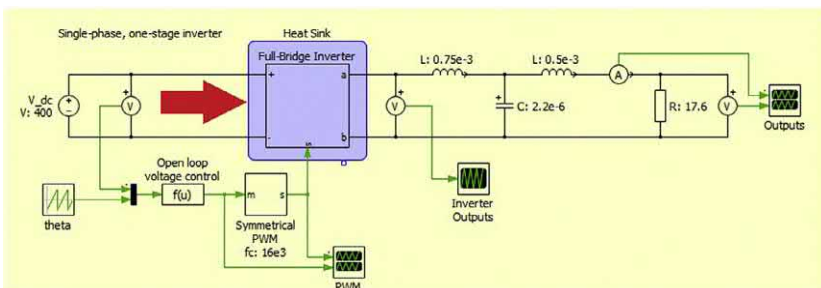 Single-phase, one-stage inverter
Heat Sink
Full-Bridge Inverter
L: 0.75e-3
L: 0.5e-3
+
a
A
V_dc
V: 400
V
V
C: 2.2e-6
R: 17.6
V
-
b
s
Outputs
Open loop
voltage control
f(u)
m
s
theta
Symmetrical
PWM
fc: 16e3
Inverter
Outputs
PWM